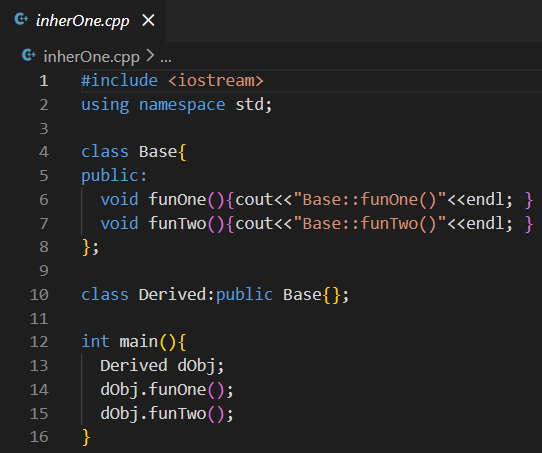 inherOne.cpp
inherOne.cpp > ...
1 #include <iostream>
2 using namespace std;
3
4 class Base{
5 public:
6   void funOne(){cout<<"Base::funOne()"<<endl; }
7   void funTwo(){cout<<"Base::funTwo()"<<endl; }
8 };
9
10 class Derived:public Base{};
11
12 int main(){
13   Derived dObj;
14   dObj.funOne();
15   dObj.funTwo();
16 }